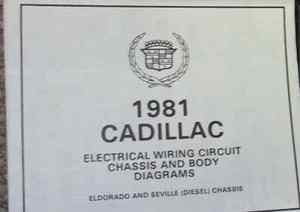 1981
CADILLAC
ELECTRICAL WIRING CIRCUIT
CHASSIS AND BODY
DIAGRAMS
ELDORADO AND SEVILLE (DIESEL) CHASSIS